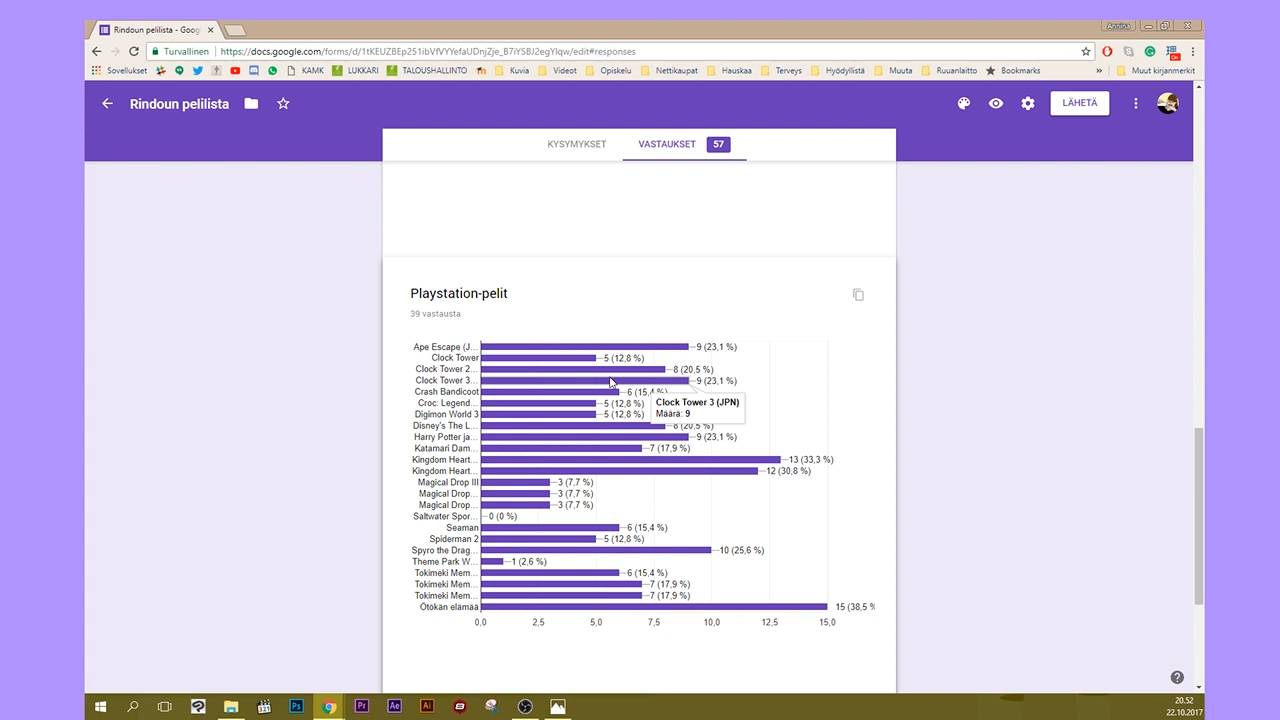 Rindoun pelilista - Goog
Annina
Turvallinen
https://docs.google.com/forms/d/1tKEUZBEp251ibVfVYYefaUDnjZje_B7iYSBJ2egYlqw/edit#responses
Sovellukset KAMK LUKKARI TALOUSHALLINTO Kuvia Videot Opiskelu Nettikaupat Hauskaa Terveys Hyödyllistä Muuta Ruuanlaitto Bookmarks » Muut kirjanmerkit
Rindoun pelilista
LÄHETÄ
KYSYMYKSET VASTAUKSET 57
Playstation-pelit
39 vastausta
Ape Escape (J... 9 (23,1 %)
Clock Tower 5 (12,8 %)
Clock Tower 2... 8 (20,5 %)
Clock Tower 3... 9 (23,1 %)
Crash Bandicoot 6 (15,4
Clock Tower 3 (JPN)
Määrä: 9
Croc: Legend... 5 (12,8 %)
Digimon World 3 5 (12,8 %)
Disney's The L... 8 (20,5 %)
Harry Potter ja... 9 (23,1 %)
Katamari Dam... 7 (17,9 %)
Kingdom Heart... 13 (33,3 %)
Kingdom Heart... 12 (30,8 %)
Magical Drop III 3 (7,7 %)
Magical Drop... 3 (7,7 %)
Magical Drop... 3 (7,7 %)
Saltwater Spor... 0 (0 %)
Seaman 6 (15,4 %)
Spiderman 2 5 (12,8 %)
Spyro the Drag... 10 (25,6 %)
Theme Park W... 1 (2,6 %)
Tokimeki Mem... 6 (15,4 %)
Tokimeki Mem... 7 (17,9 %)
Tokimeki Mem... 7 (17,9 %)
Ötökän elämää 15 (38,5 %
0,0 2,5 5,0 7,5 10,0 12,5 15,0
20.52
22.10.2017